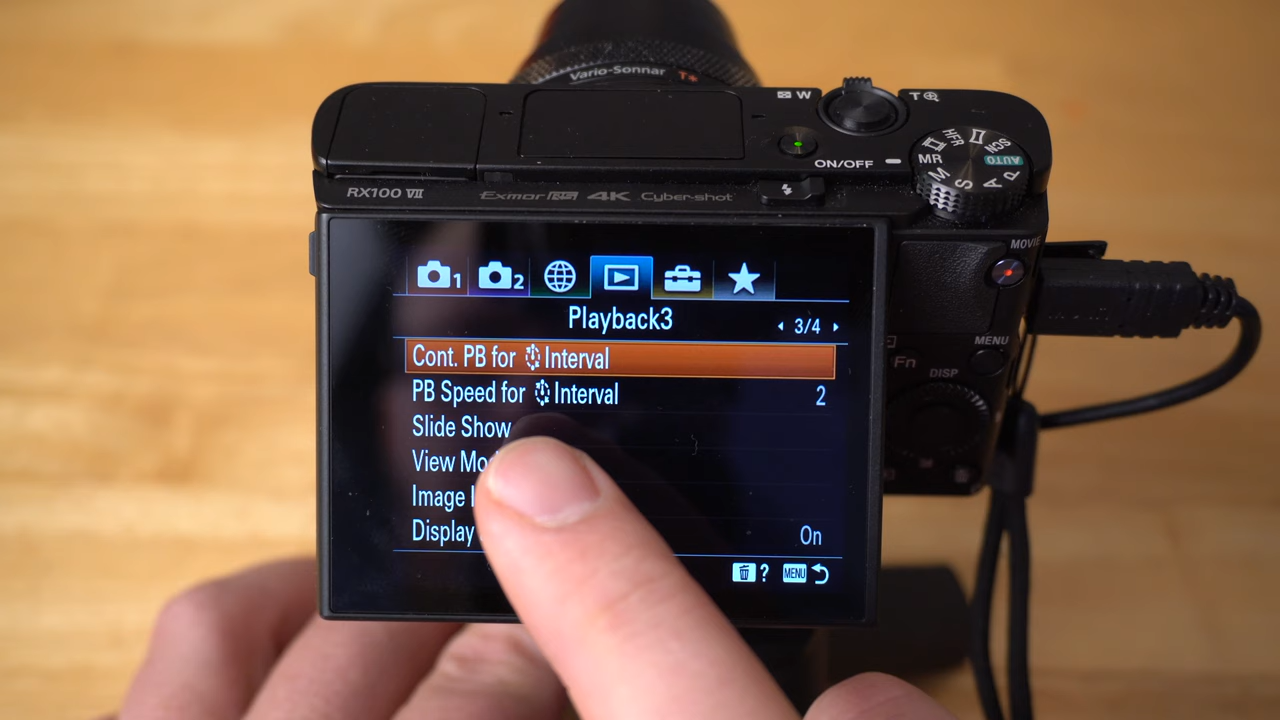 Vario-Sonnar T*
W
T
ON/OFF
HFR
SCN
MR
AUTO
M
S
A
P
RX100 VII
Exmor RS
4K
Cyber-shot
MOVIE
1
2
Playback3
3/4
Cont. PB for Interval
PB Speed for Interval 2
Slide Show
View
Image
Display On
? MENU
MENU
Fn
DISP